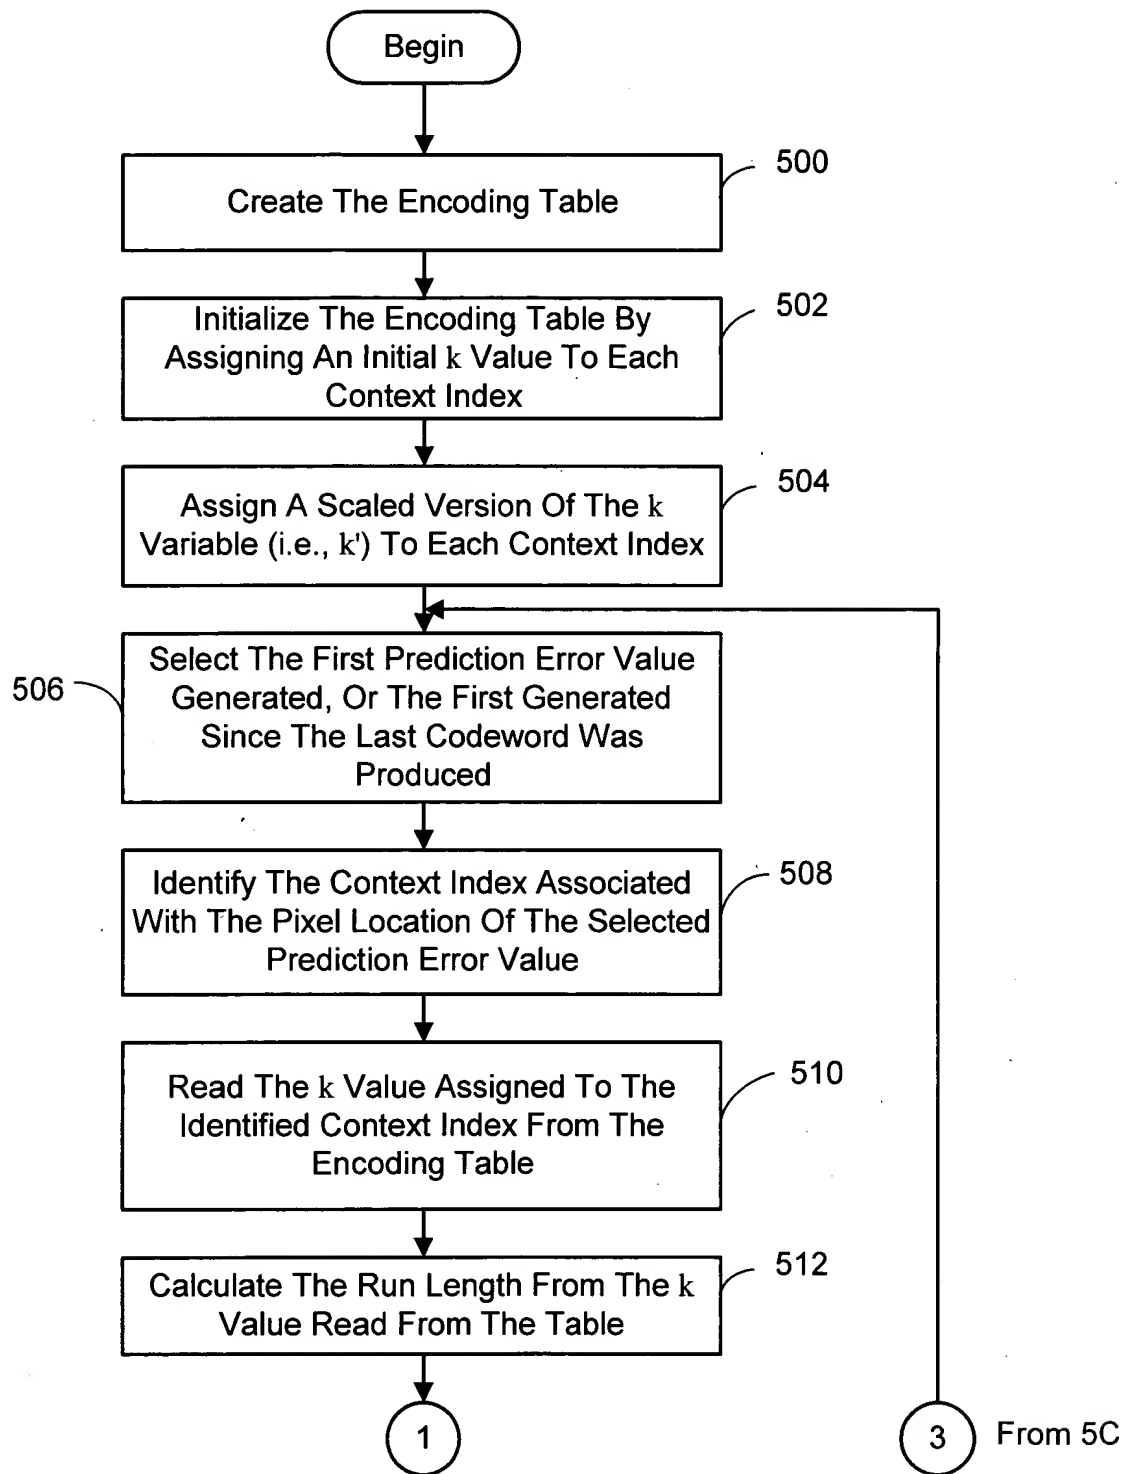 Begin
500
Create The Encoding Table
502
Initialize The Encoding Table By
Assigning An Initial k Value To Each
Context Index
504
Assign A Scaled Version Of The k
Variable (i.e., k') To Each Context Index
506
Select The First Prediction Error Value
Generated, Or The First Generated
Since The Last Codeword Was
Produced
508
Identify The Context Index Associated
With The Pixel Location Of The Selected
Prediction Error Value
510
Read The k Value Assigned To The
Identified Context Index From The
Encoding Table
512
Calculate The Run Length From The k
Value Read From The Table
1
3 From 5C